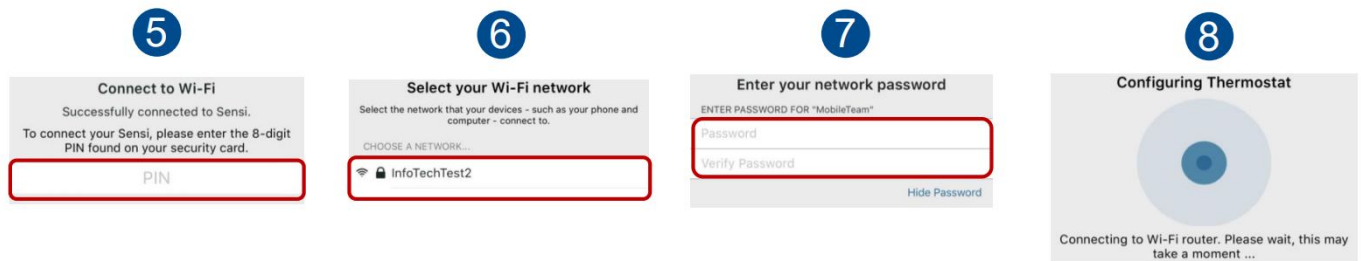 5
Connect to Wi-Fi
Successfully connected to Sensi.
To connect your Sensi, please enter the 8-digit
PIN found on your security card.
PIN
6
Select your Wi-Fi network
Select the network that your devices - such as your phone and
computer - connect to.
CHOOSE A NETWORK...
InfoTechTest2
7
Enter your network password
ENTER PASSWORD FOR "MobileTeam"
Password
Verify Password
Hide Password
8
Configuring Thermostat
Connecting to Wi-Fi router. Please wait, this may
take a moment ...